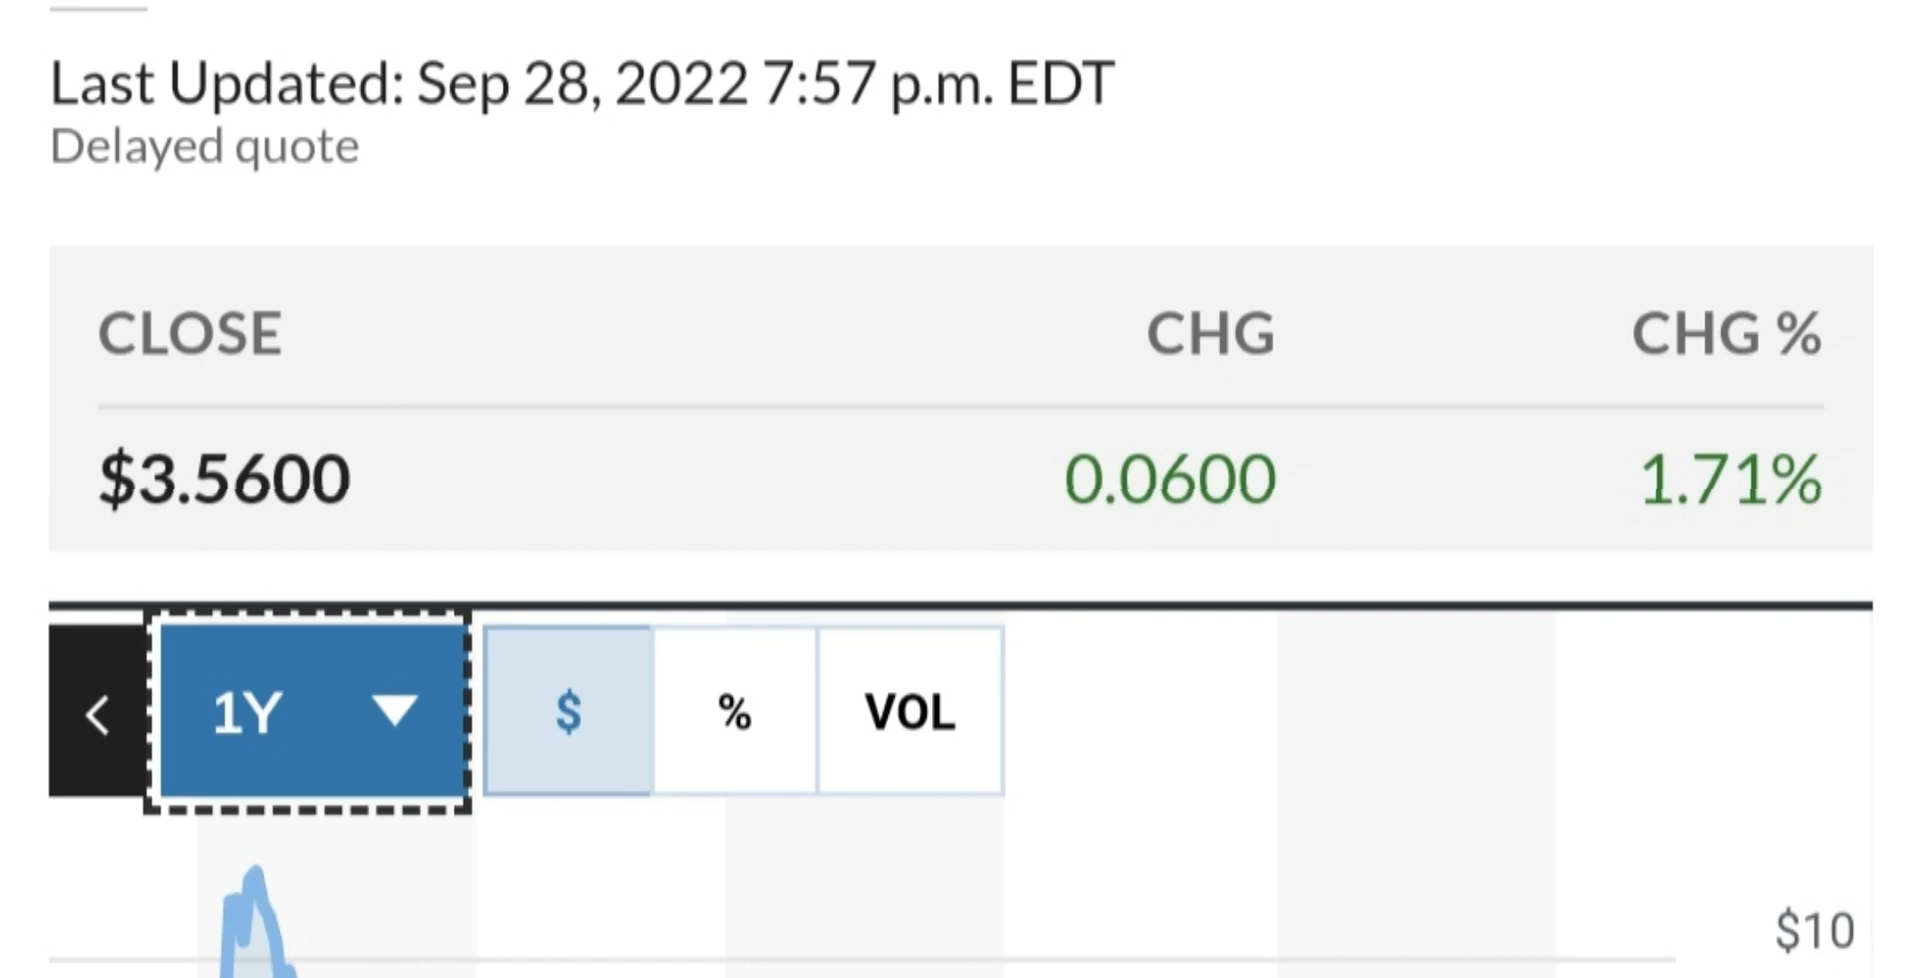 Last Updated: Sep 28, 2022 7:57 p.m. EDT
Delayed quote
CLOSE CHG CHG %
$3.5600 0.0600 1.71%
1Y $ % VOL
$10